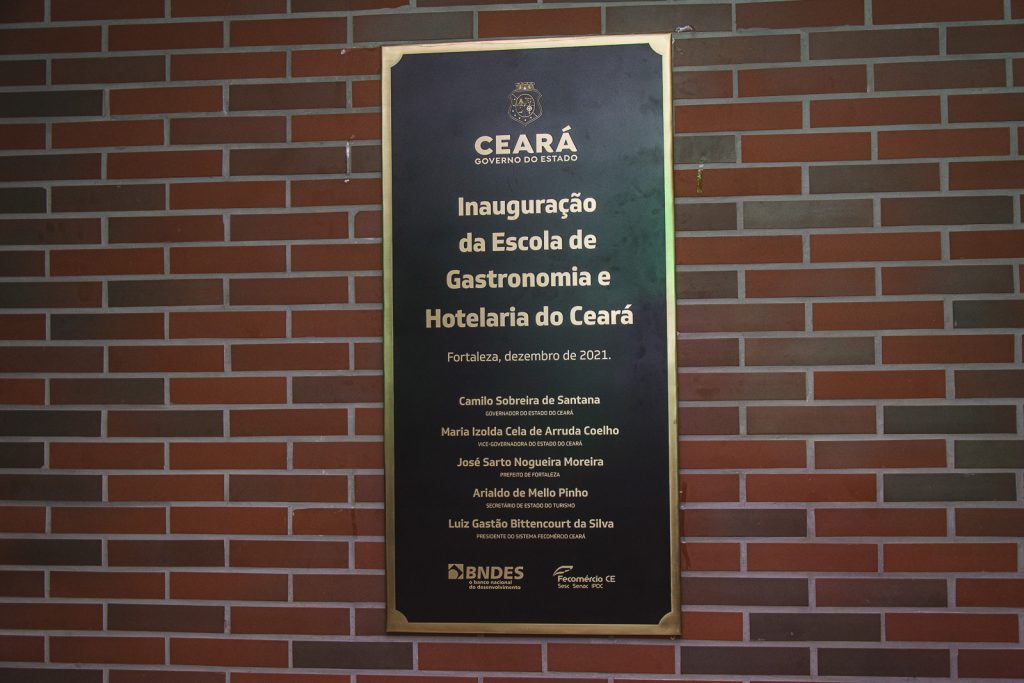 CEARÁ
GOVERNO DO ESTADO
Inauguração
da Escola de
Gastronomia e
Hotelaria do Ceará
Fortaleza, dezembro de 2021.
Camilo Sobreira de Santana
GOVERNADOR DO ESTADO DO CEARÁ
Maria Izolda Cela de Arruda Coelho
VICE-GOVERNADORA DO ESTADO DO CEARÁ
José Sarto Nogueira Moreira
PREFEITO DE FORTALEZA
Arialdo de Mello Pinho
SECRETÁRIO DE ESTADO DO TURISMO
Luiz Gastão Bittencourt da Silva
PRESIDENTE DO SISTEMA FECOMÉRCIO CEARÁ
BNDES
o banco nacional
do desenvolvimento
Fecomércio CE
Sesc Senac IPDC